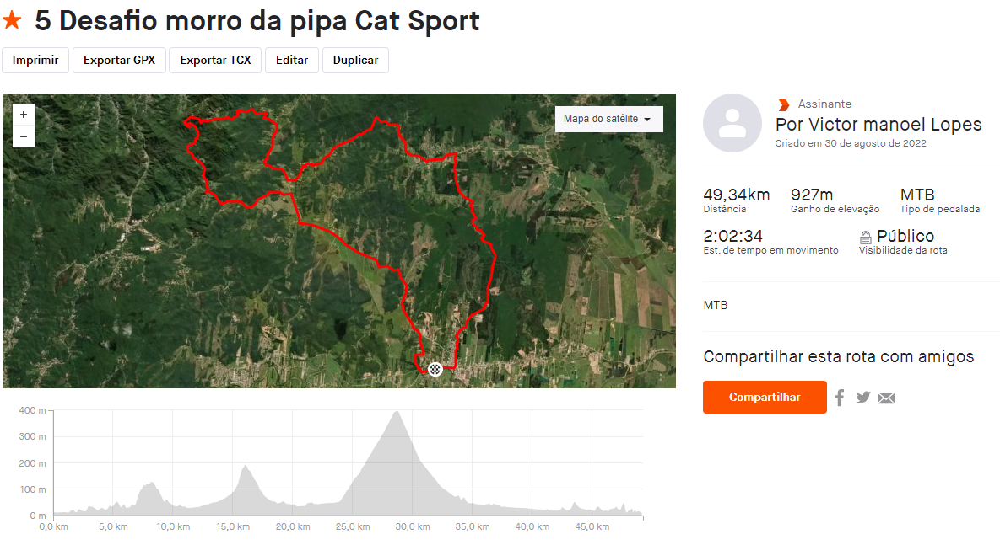 5 Desafio morro da pipa Cat Sport
Imprimir
Exportar GPX
Exportar TCX
Editar
Duplicar
+
−
Mapa do satélite
Assinante
Por Victor manoel Lopes
Criado em 30 de agosto de 2022
49,34km
927m
MTB
Distância
Ganho de elevação
Tipo de pedalada
2:02:34
Público
Est. de tempo em movimento
Visibilidade da rota
MTB
Compartilhar esta rota com amigos
Compartilhar
400 m
300 m
200 m
100 m
0 m
0,0 km
5,0 km
10,0 km
15,0 km
20,0 km
25,0 km
30,0 km
35,0 km
40,0 km
45,0 km